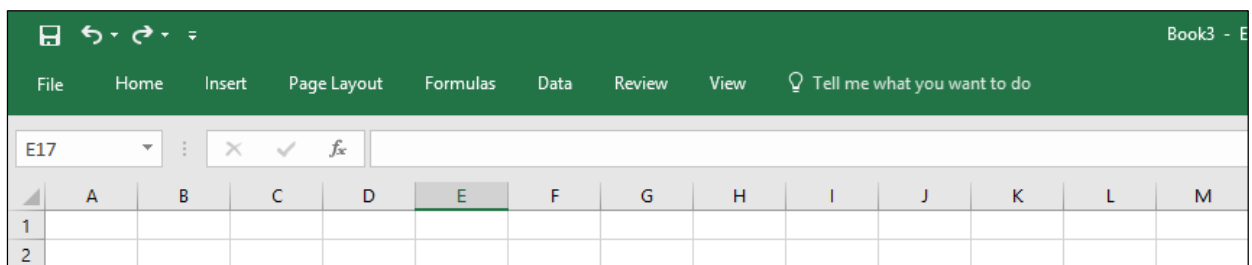 Book3 - E
File Home Insert Page Layout Formulas Data Review View Tell me what you want to do
E17 fx
A B C D E F G H I J K L M
1
2